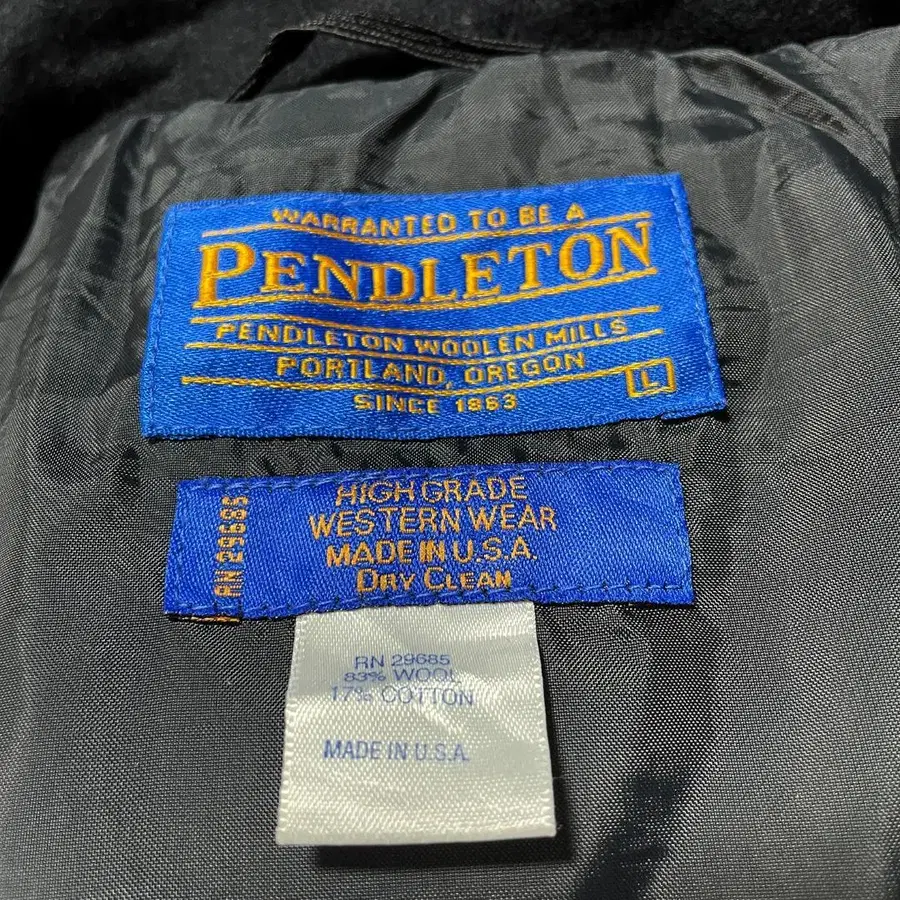 WARRANTED TO BE A
PENDLETON
PENDLETON WOOLEN MILLS
PORTLAND, OREGON
L
SINCE 1863
RN 29685
HIGH GRADE
WESTERN WEAR
MADE IN U.S.A.
DRY CLEAN
RN 29685
83% WOOL
17% COTTON
MADE IN U.S.A.